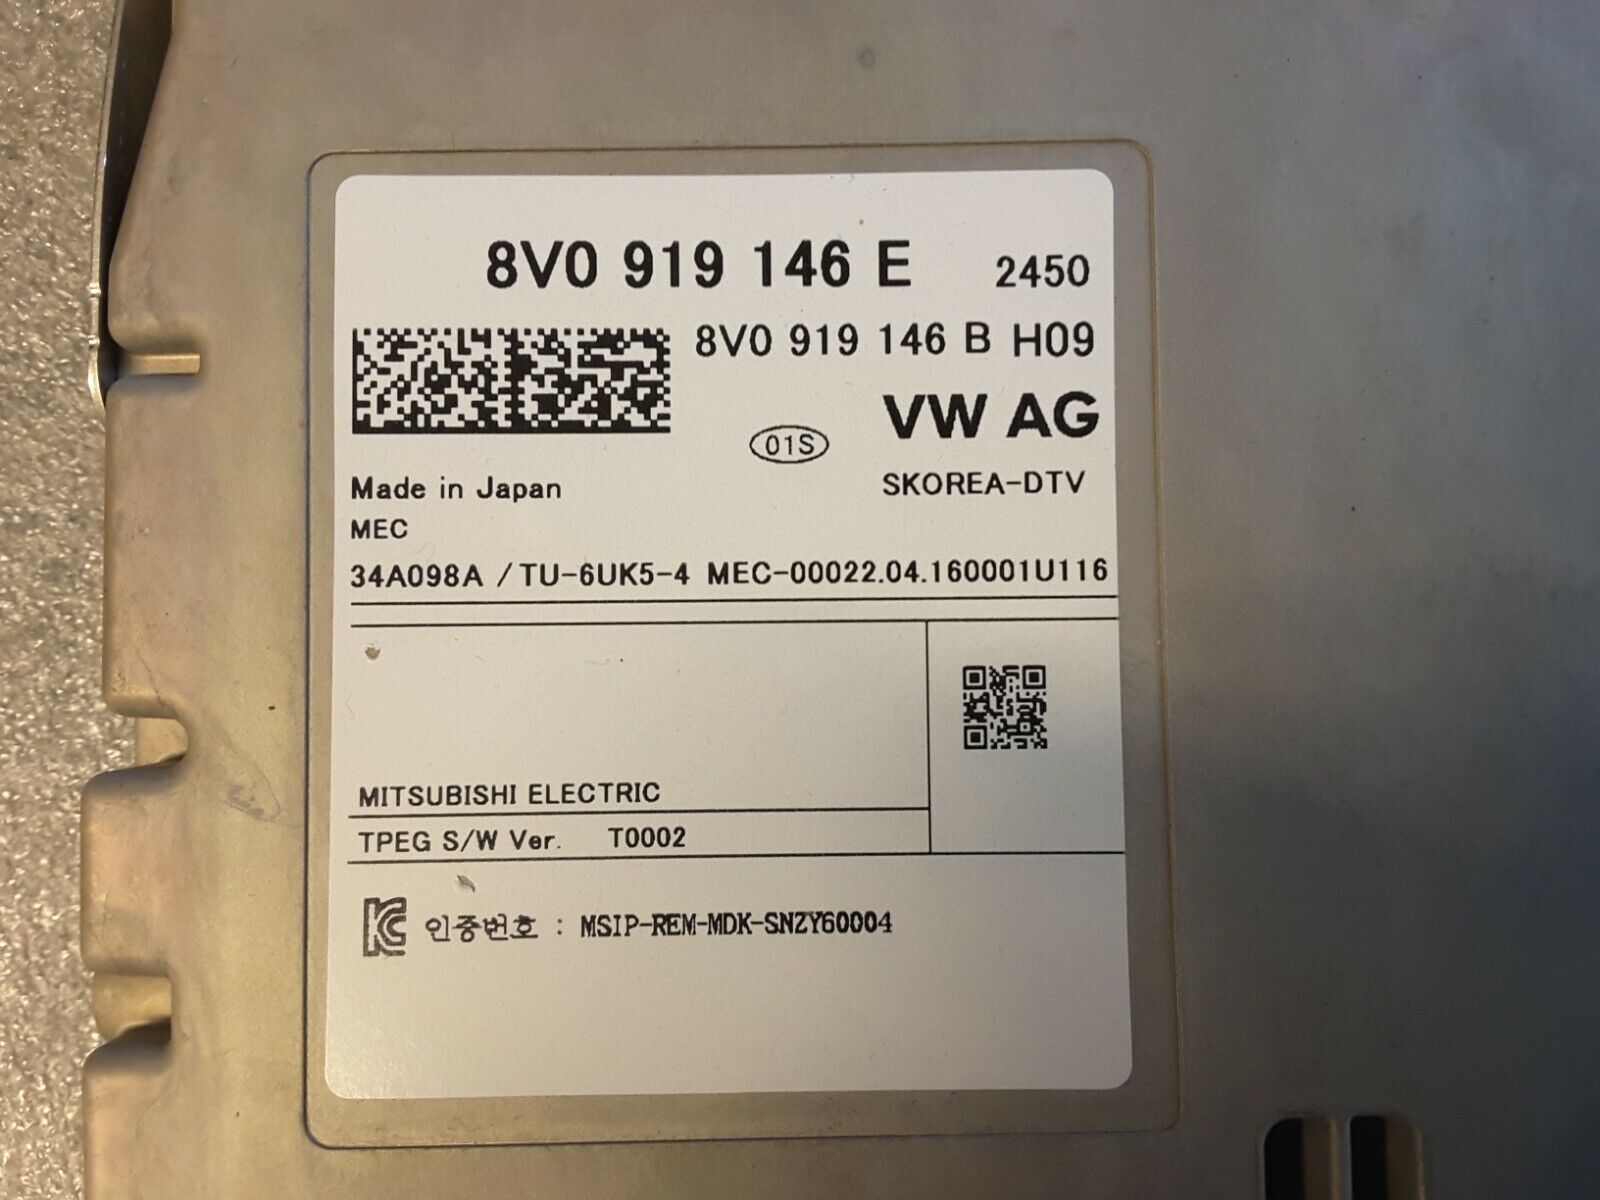 8V0 919 146 E 2450
8V0 919 146 B H09
VW AG
01S
Made in Japan
SKOREA-DTV
MEC
34A098A / TU-6UK5-4 MEC-00022.04.160001U116
MITSUBISHI ELECTRIC
TPEG S/W Ver. T0002
KC 인증번호 : MSIP-REM-MDK-SNZY60004